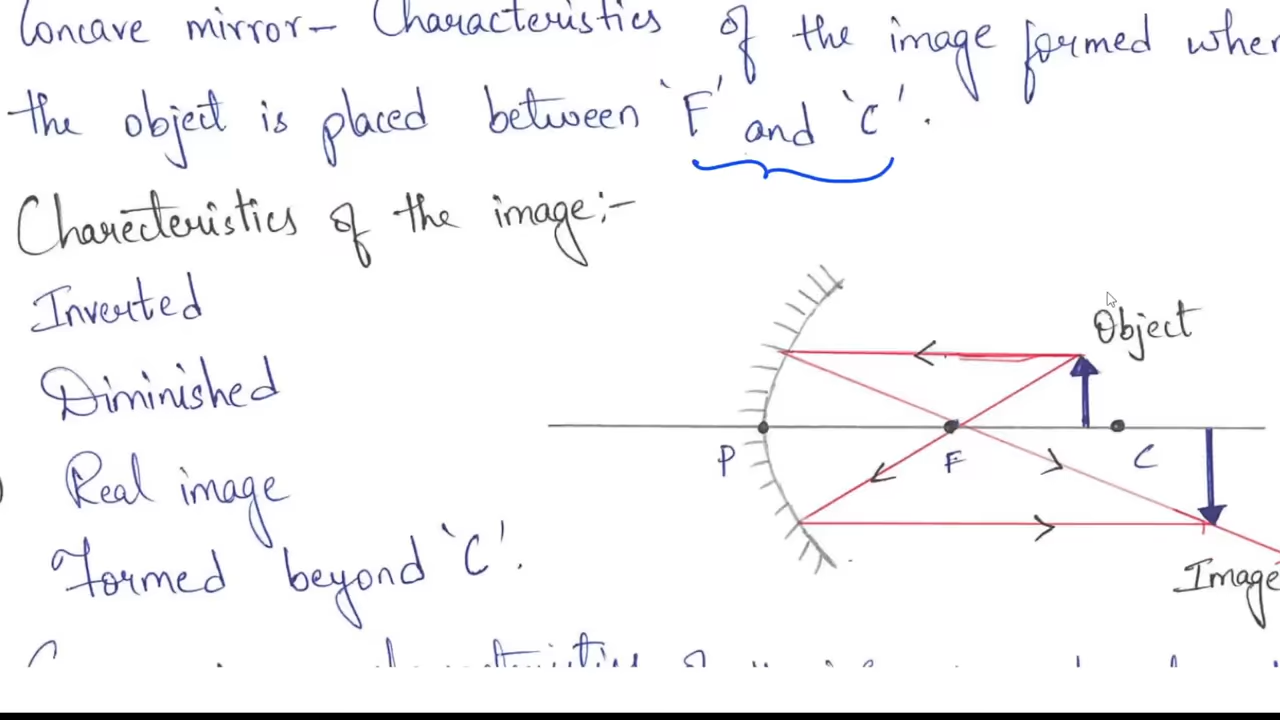 Concave mirror- Characteristics of the image formed when
the object is placed between 'F' and 'C'.
Charecteristics of the image:-
Inverted
Diminished
Real image
Formed beyond 'C'.
Object
P
F
C
Image